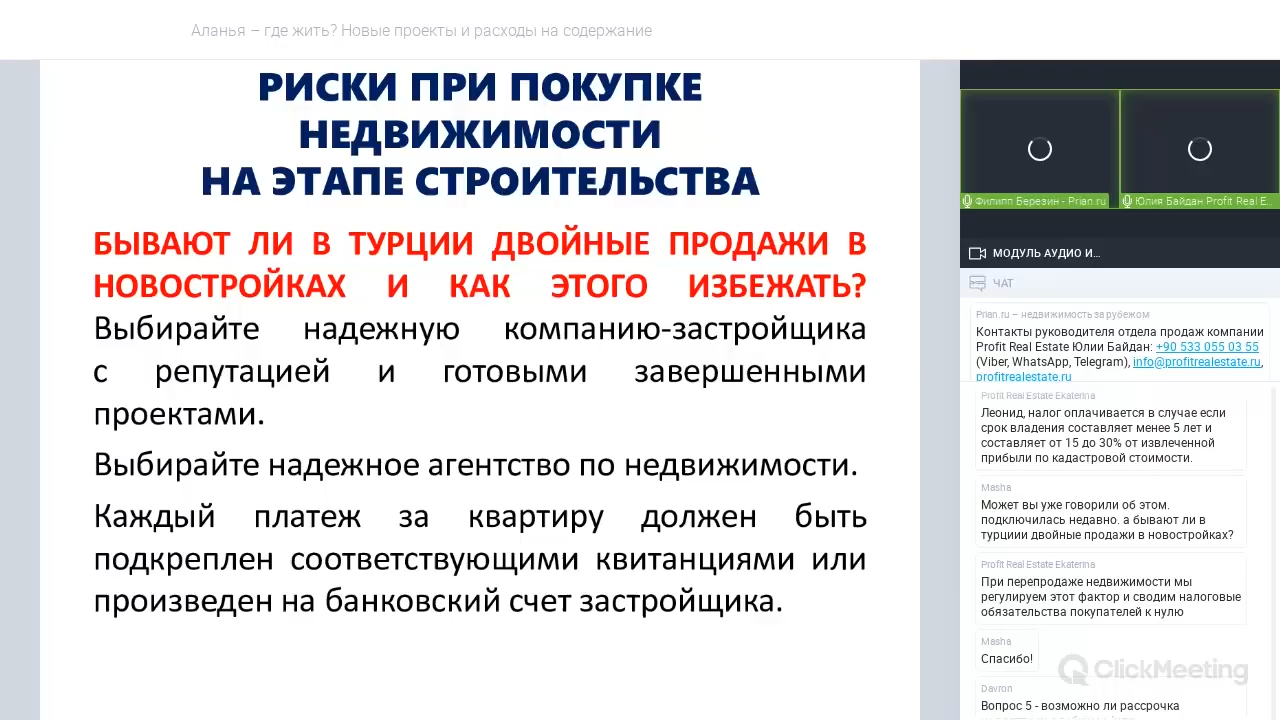 Аланья – где жить? Новые проекты и расходы на содержание
РИСКИ ПРИ ПОКУПКЕ
НЕДВИЖИМОСТИ
НА ЭТАПЕ СТРОИТЕЛЬСТВА
БЫВАЮТ ЛИ В ТУРЦИИ ДВОЙНЫЕ ПРОДАЖИ В
НОВОСТРОЙКАХ И КАК ЭТОГО ИЗБЕЖАТЬ?
Выбирайте надежную компанию-застройщика
с репутацией и готовыми завершенными
проектами.
Выбирайте надежное агентство по недвижимости.
Каждый платеж за квартиру должен быть
подкреплен соответствующими квитанциями или
произведен на банковский счет застройщика.
Филипп Березин - Prian.ru
Юлия Байдан Profit Real E...
МОДУЛЬ АУДИО И...
ЧАТ
Prian.ru – недвижимость за рубежом
Контакты руководителя отдела продаж компании
Profit Real Estate Юлии Байдан: +90 533 055 03 55
(Viber, WhatsApp, Telegram), info@profitrealestate.ru,
profitrealestate.ru
Profit Real Estate Ekaterina
Леонид, налог оплачивается в случае если
срок владения составляет менее 5 лет и
составляет от 15 до 30% от извлеченной
прибыли по кадастровой стоимости.
Masha
Может вы уже говорили об этом.
подключилась недавно. а бывают ли в
турциии двойные продажи в новостройках?
Profit Real Estate Ekaterina
При перепродаже недвижимости мы
регулируем этот фактор и сводим налоговые
обязательства покупателей к нулю
Masha
Спасибо!
ClickMeeting
Davron
Вопрос 5 - возможно ли рассрочка